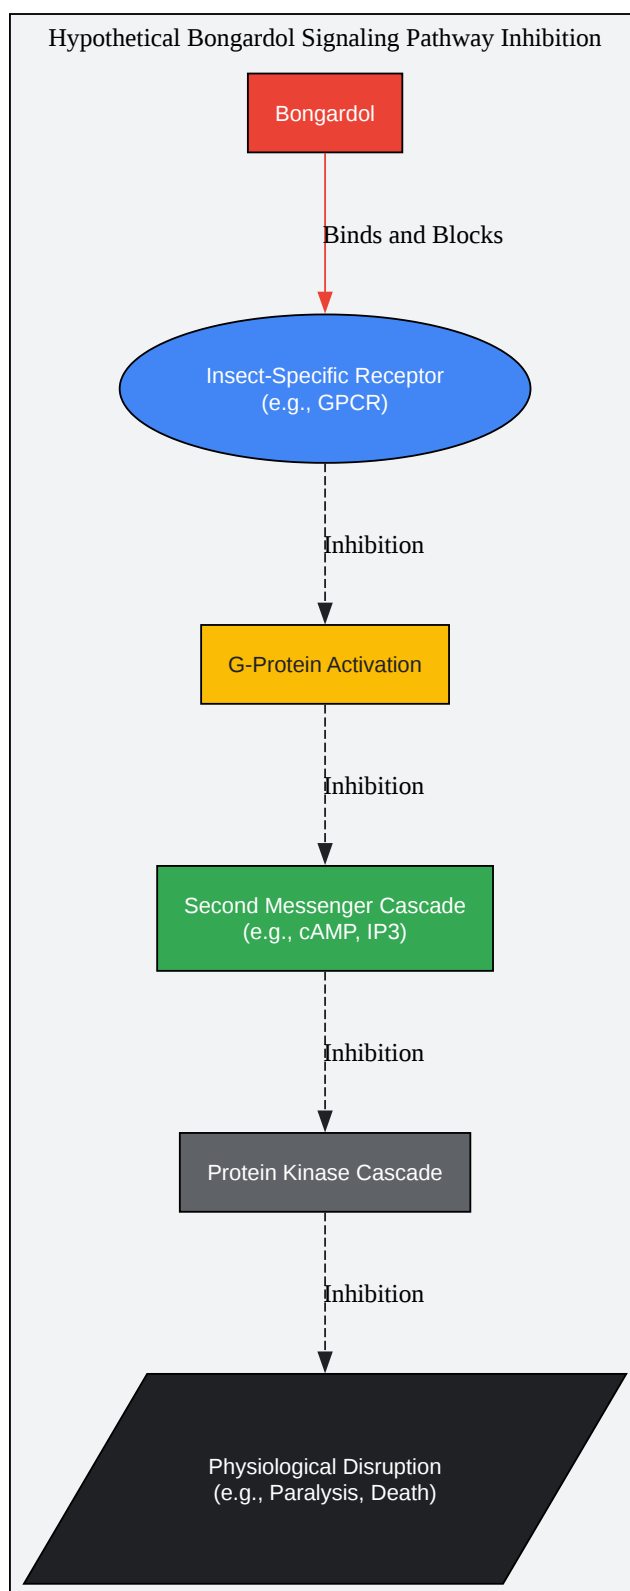 Hypothetical Bongardol Signaling Pathway Inhibition
Bongardol
Binds and Blocks
Insect-Specific Receptor
(e.g., GPCR)
Inhibition
G-Protein Activation
Inhibition
Second Messenger Cascade
(e.g., cAMP, IP3)
Inhibition
Protein Kinase Cascade
Inhibition
Physiological Disruption
(e.g., Paralysis, Death)